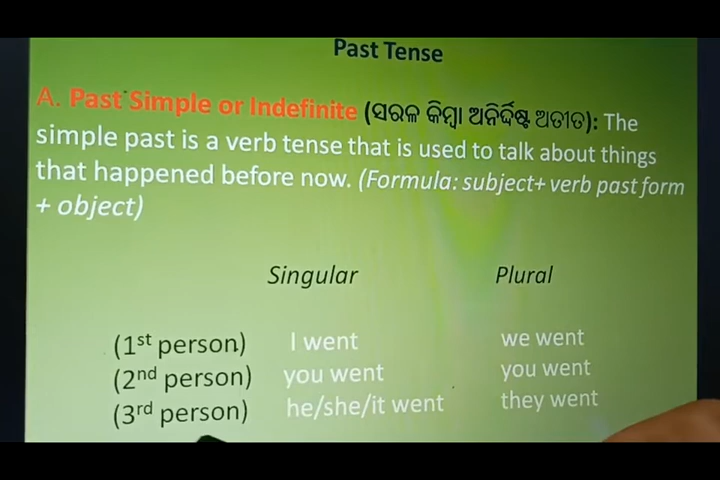 Past Tense
A. Past Simple or Indefinite (ସରଳ କିମ୍ବା ଅନିର୍ଦ୍ଦିଷ୍ଟ ଅତୀତ): The
simple past is a verb tense that is used to talk about things
that happened before now. (Formula: subject+ verb past form
+ object)
Singular Plural
(1st person) I went we went
(2nd person) you went you went
(3rd person) he/she/it went they went